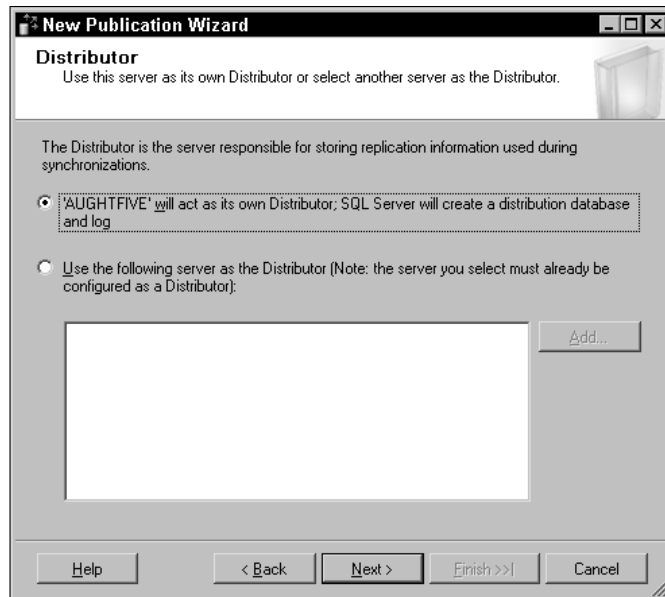 New Publication Wizard
Distributor
Use this server as its own Distributor or select another server as the Distributor.
The Distributor is the server responsible for storing replication information used during
synchronizations.
'AUGHTFIVE' will act as its own Distributor; SQL Server will create a distribution database
and log
Use the following server as the Distributor (Note: the server you select must already be
configured as a Distributor):
Add...
Help
< Back
Next >
Finish >>|
Cancel